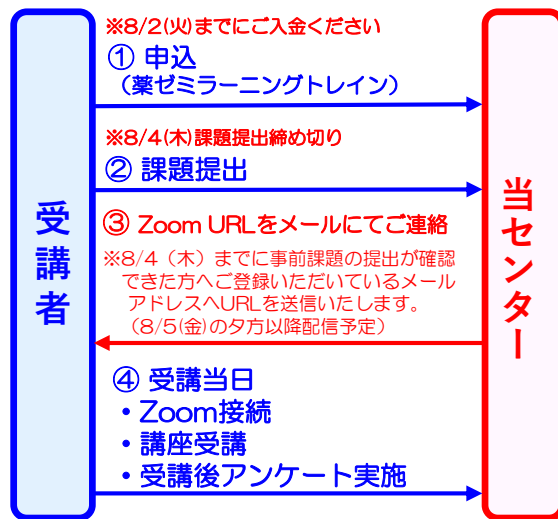 ※8/2(火)までにご入金ください
① 申込
（薬ゼミラーニングトレイン）
※8/4(木)課題提出締め切り
② 課題提出
受講者
当センター
③ Zoom URLをメールにてご連絡
※8/4（木）までに事前課題の提出が確認
できた方へご登録いただいているメール
アドレスへURLを送信いたします。
（8/5(金)の夕方以降配信予定）
④ 受講当日
・Zoom接続
・講座受講
・受講後アンケート実施